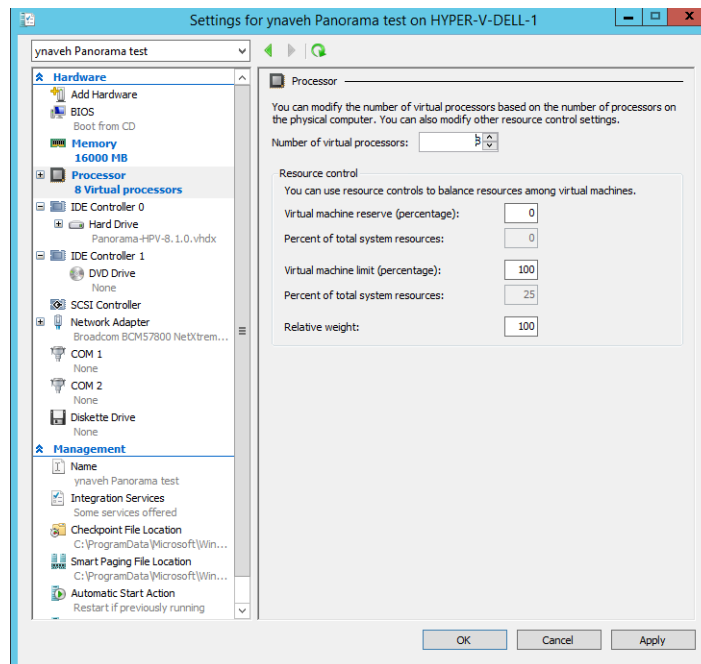 Settings for ynaveh Panorama test on HYPER-V-DELL-1
ynaveh Panorama test
Hardware
Add Hardware
BIOS
Boot from CD
Memory
16000 MB
Processor
8 Virtual processors
IDE Controller 0
Hard Drive
Panorama-HPV-8.1.0.vhdx
IDE Controller 1
DVD Drive
None
SCSI Controller
Network Adapter
Broadcom BCM57800 NetXtrem...
COM 1
None
COM 2
None
Diskette Drive
None
Management
Name
ynaveh Panorama test
Integration Services
Some services offered
Checkpoint File Location
C:\ProgramData\Microsoft\Win...
Smart Paging File Location
C:\ProgramData\Microsoft\Win...
Automatic Start Action
Restart if previously running
Processor
You can modify the number of virtual processors based on the number of processors on
the physical computer. You can also modify other resource control settings.
Number of virtual processors:
Resource control
You can use resource controls to balance resources among virtual machines.
Virtual machine reserve (percentage): 0
Percent of total system resources: 0
Virtual machine limit (percentage): 100
Percent of total system resources: 25
Relative weight: 100
OK Cancel Apply